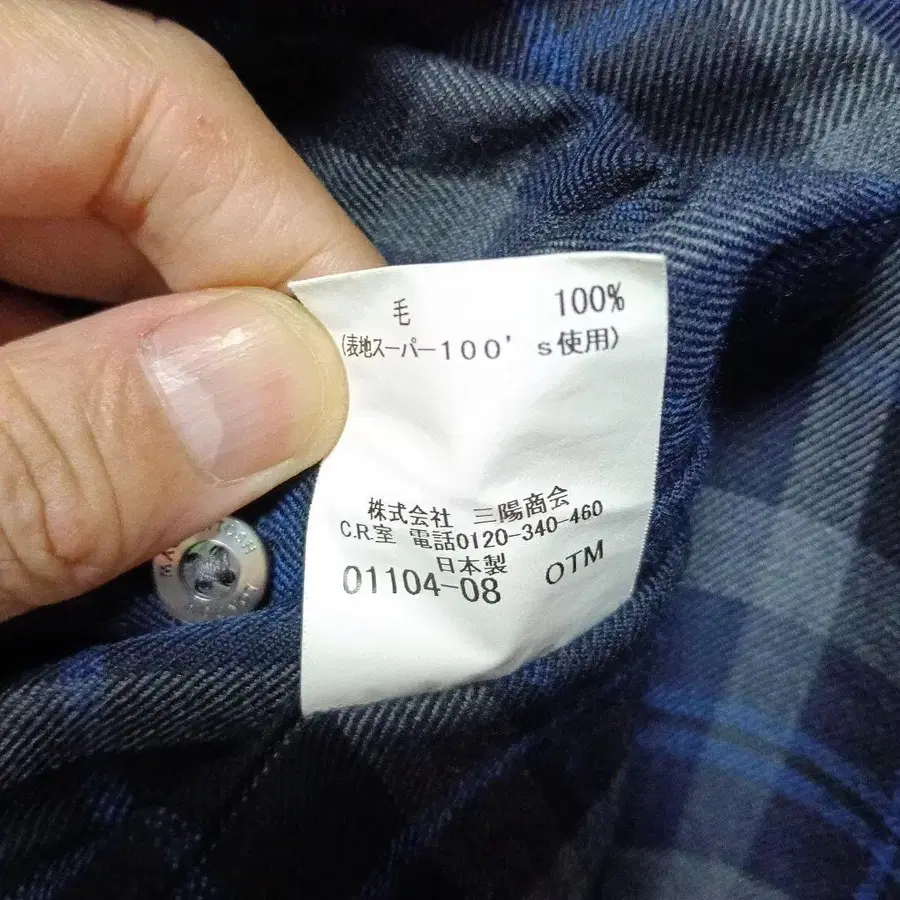 毛 100%
(表地スーパー100's使用)
株式会社 三陽商会
C.R.室 電話0120-340-460
日本製
01104-08 OTM